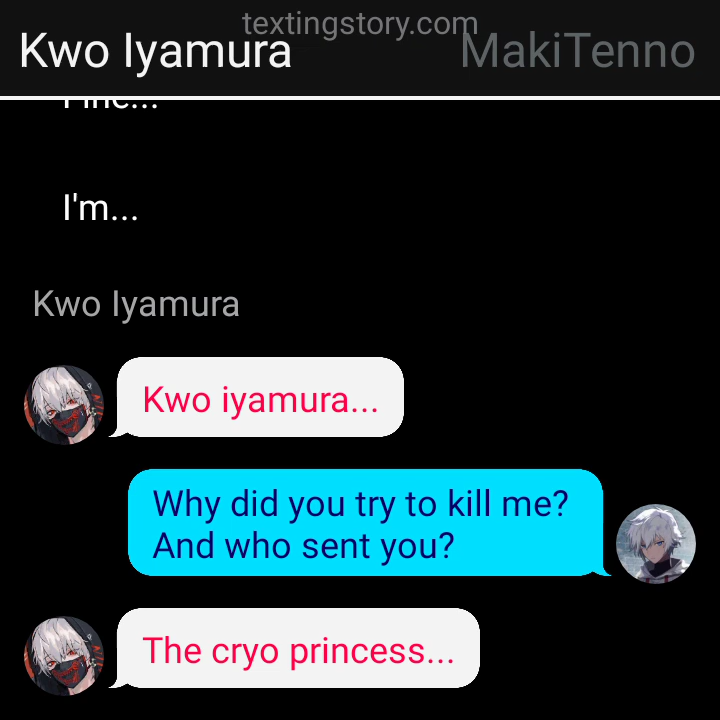 textingstory.com
Kwo Iyamura
MakiTenno
I'm...
Kwo Iyamura
Kwo iyamura...
Why did you try to kill me?
And who sent you?
The cryo princess...